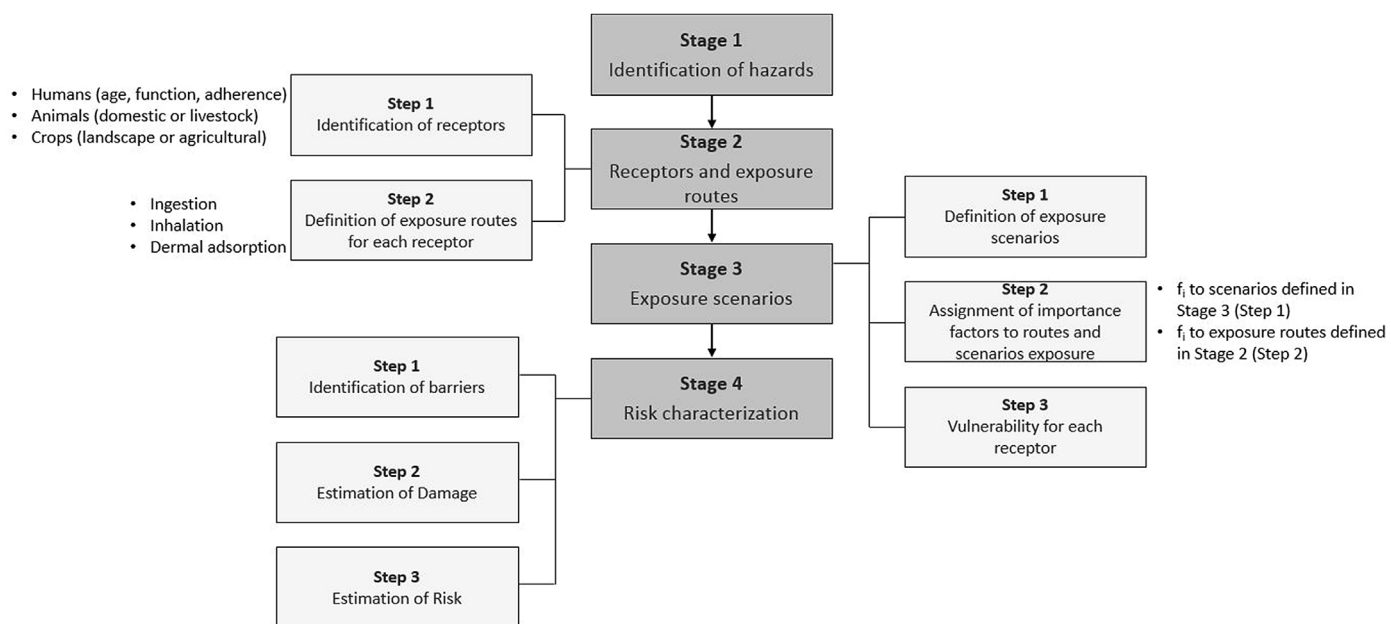 Stage 1
Identification of hazards
• Humans (age, function, adherence)
• Animals (domestic or livestock)
• Crops (landscape or agricultural)
Step 1
Identification of receptors
Stage 2
Receptors and exposure
routes
• Ingestion
• Inhalation
• Dermal adsorption
Step 2
Definition of exposure routes
for each receptor
Stage 3
Exposure scenarios
Step 1
Definition of exposure
scenarios
Step 2
Assignment of importance
factors to routes and
scenarios exposure
• fi to scenarios defined in
Stage 3 (Step 1)
• fi to exposure routes defined
in Stage 2 (Step 2)
Step 3
Vulnerability for each
receptor
Stage 4
Risk characterization
Step 1
Identification of barriers
Step 2
Estimation of Damage
Step 3
Estimation of Risk